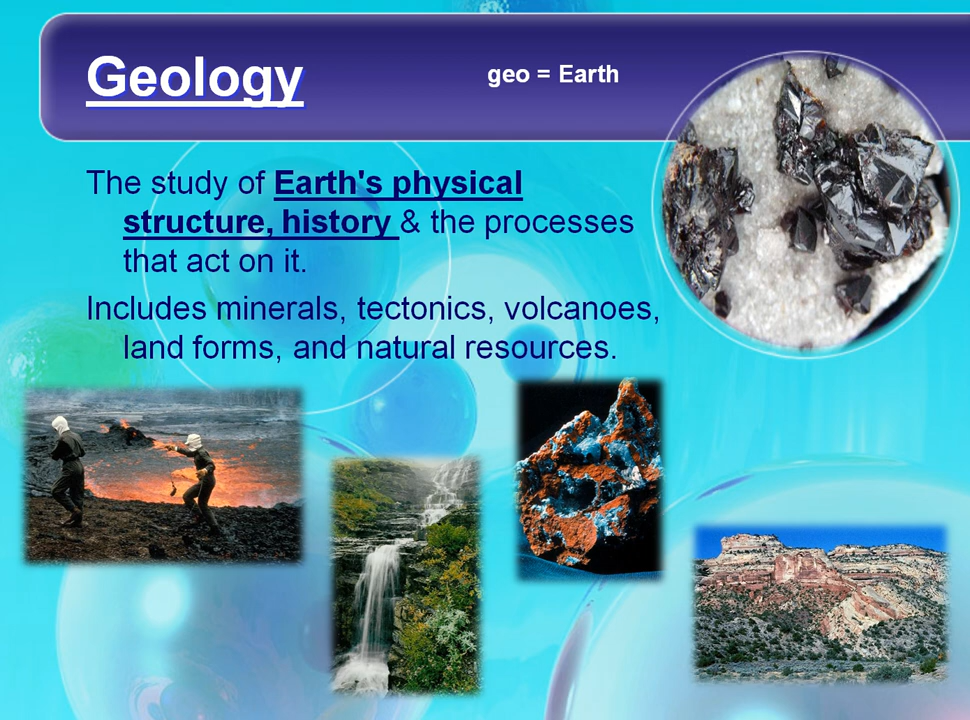 Geology
geo = Earth
The study of Earth's physical
structure, history & the processes
that act on it.
Includes minerals, tectonics, volcanoes,
land forms, and natural resources.